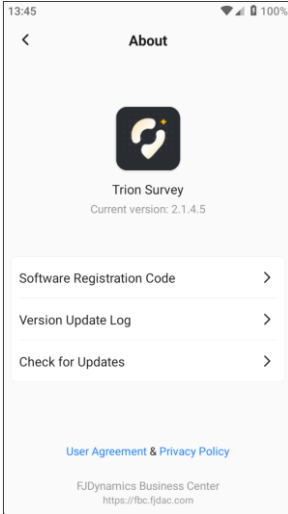 13:45
100%
About
Trion Survey
Current version: 2.1.4.5
Software Registration Code
Version Update Log
Check for Updates
User Agreement & Privacy Policy
FJDynamics Business Center
https://fbc.fjdac.com